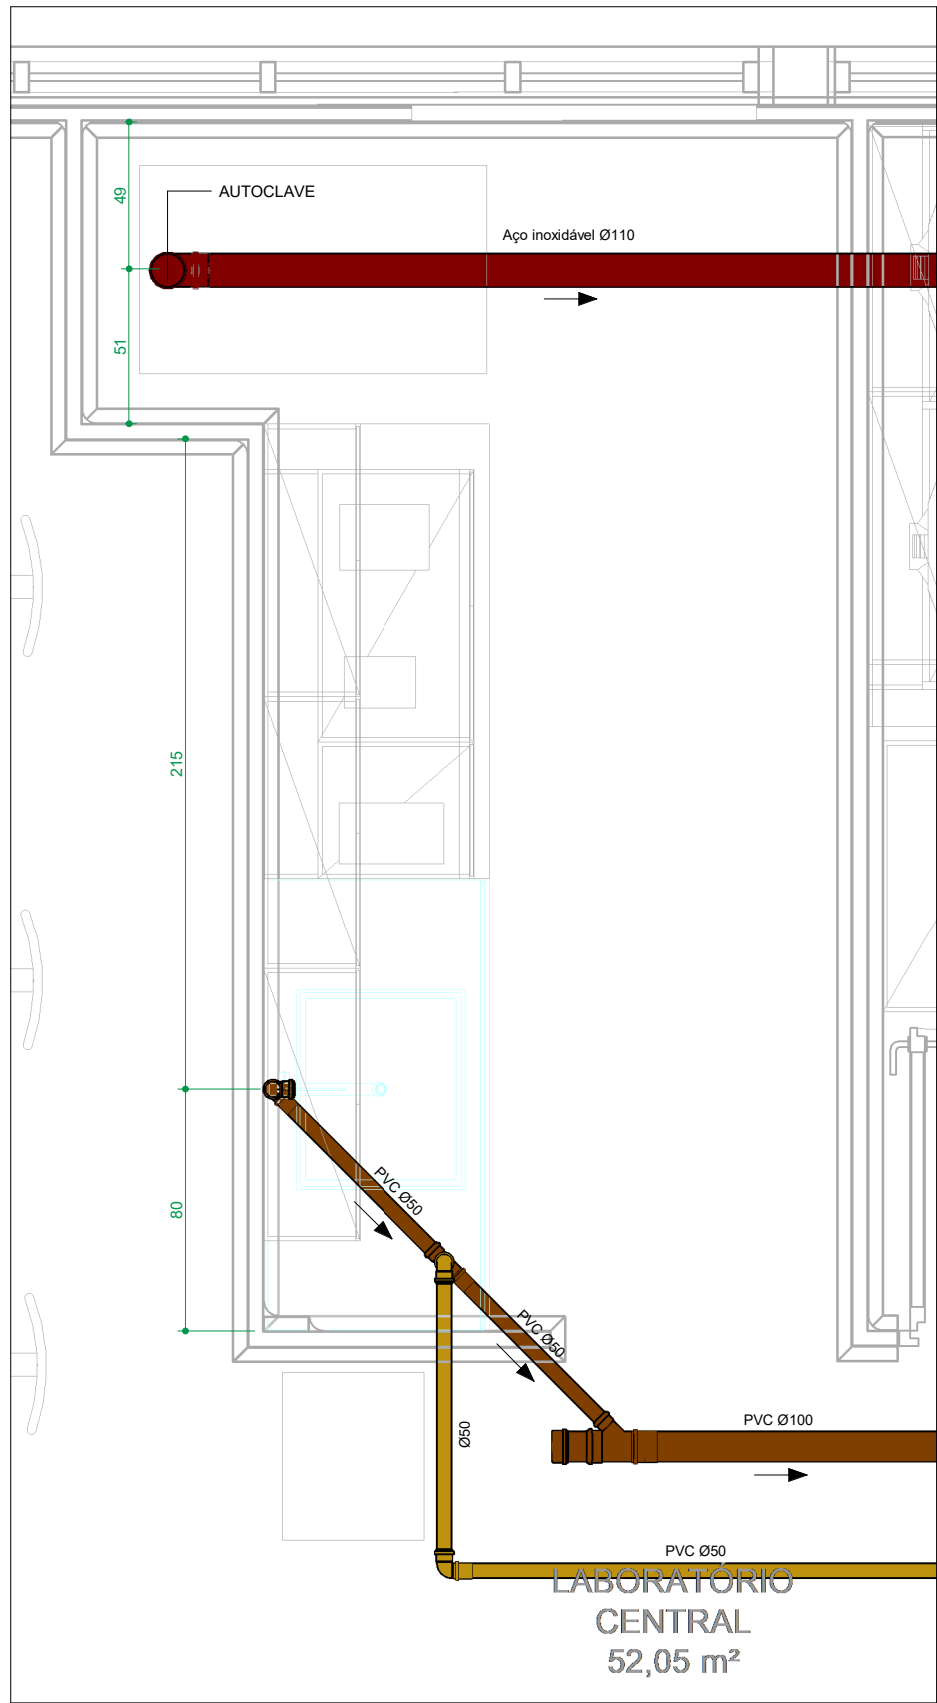 49
AUTOCLAVE
Aço inoxidável Ø110
51
215
PVC Ø50
80
PVC Ø50
PVC Ø100
Ø50
PVC Ø50
LABORATÓRIO
CENTRAL
52,05 m²